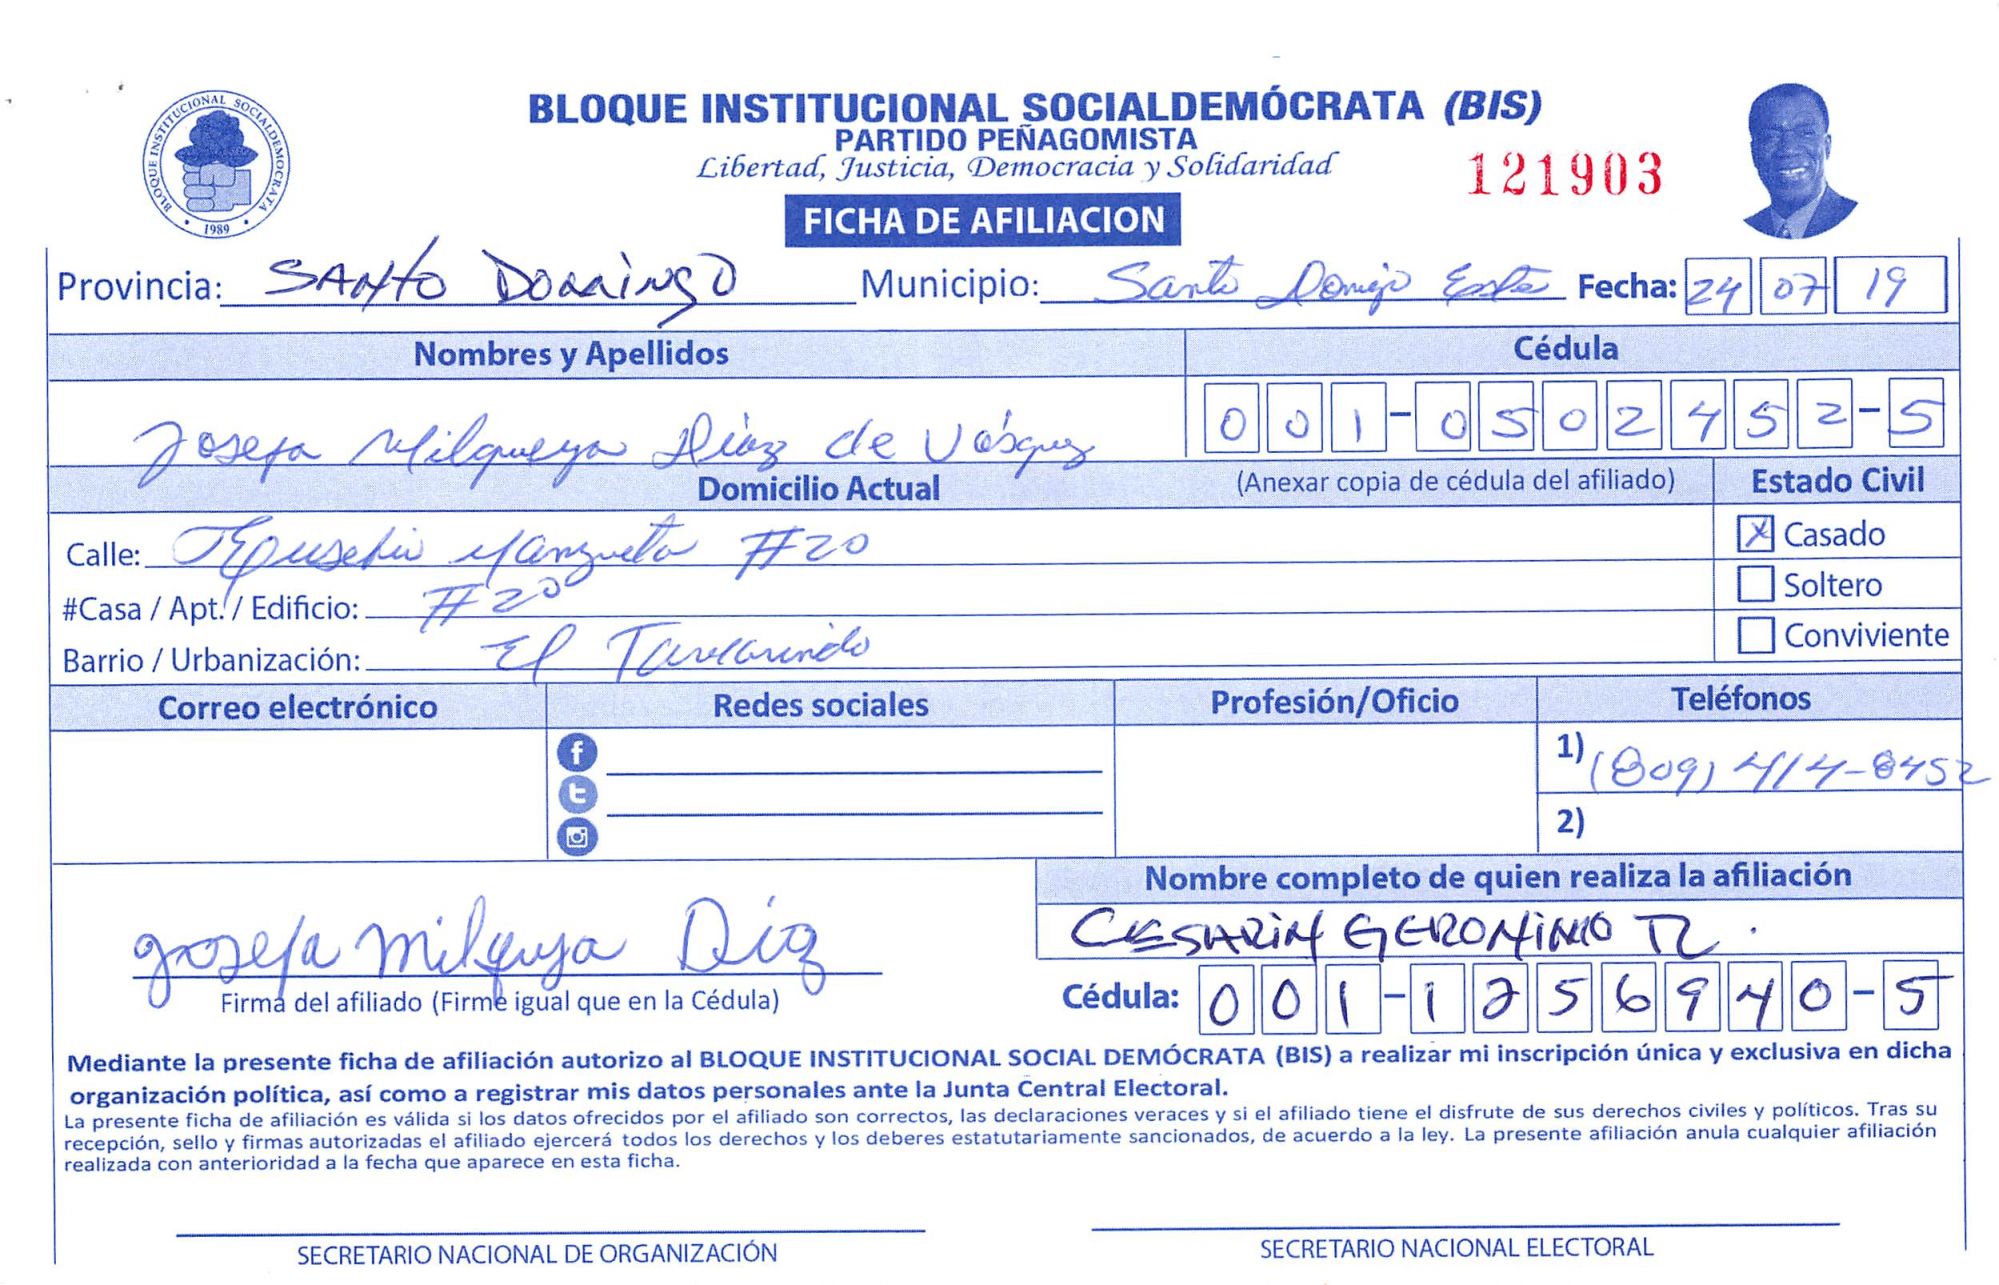 BLOQUE INSTITUCIONAL SOCIALDEMOCRATA
1989
BLOQUE INSTITUCIONAL SOCIALDEMÓCRATA (BIS)
PARTIDO PEÑAGOMISTA
Libertad, Justicia, Democracia y Solidaridad
121903
FICHA DE AFILIACION
Provincia: SANTO DOMINGO Municipio: Santo Domigo Este Fecha: 24 07 19
Nombres y Apellidos Cédula
Josefa Milqueya Díaz de Vásquez 001-0502452-5
Domicilio Actual (Anexar copia de cédula del afiliado) Estado Civil
Calle: Eusebio Manzueta #20 X Casado
#Casa / Apt. / Edificio: #20 Soltero
Barrio / Urbanización: El Tamarindo Conviviente
Correo electrónico Redes sociales Profesión/Oficio Teléfonos
1) (809) 414-8452
2)
Nombre completo de quien realiza la afiliación
CESARIN GERONIMO
Josefa Milqueya Diaz
Firma del afiliado (Firme igual que en la Cédula)
Cédula: 001-1256940-5
Mediante la presente ficha de afiliación autorizo al BLOQUE INSTITUCIONAL SOCIAL DEMÓCRATA (BIS) a realizar mi inscripción única y exclusiva en dicha
organización política, así como a registrar mis datos personales ante la Junta Central Electoral.
La presente ficha de afiliación es válida si los datos ofrecidos por el afiliado son correctos, las declaraciones veraces y si el afiliado tiene el disfrute de sus derechos civiles y políticos. Tras su
recepción, sello y firmas autorizadas el afiliado ejercerá todos los derechos y los deberes estatutariamente sancionados, de acuerdo a la ley. La presente afiliación anula cualquier afiliación
realizada con anterioridad a la fecha que aparece en esta ficha.
SECRETARIO NACIONAL DE ORGANIZACIÓN SECRETARIO NACIONAL ELECTORAL